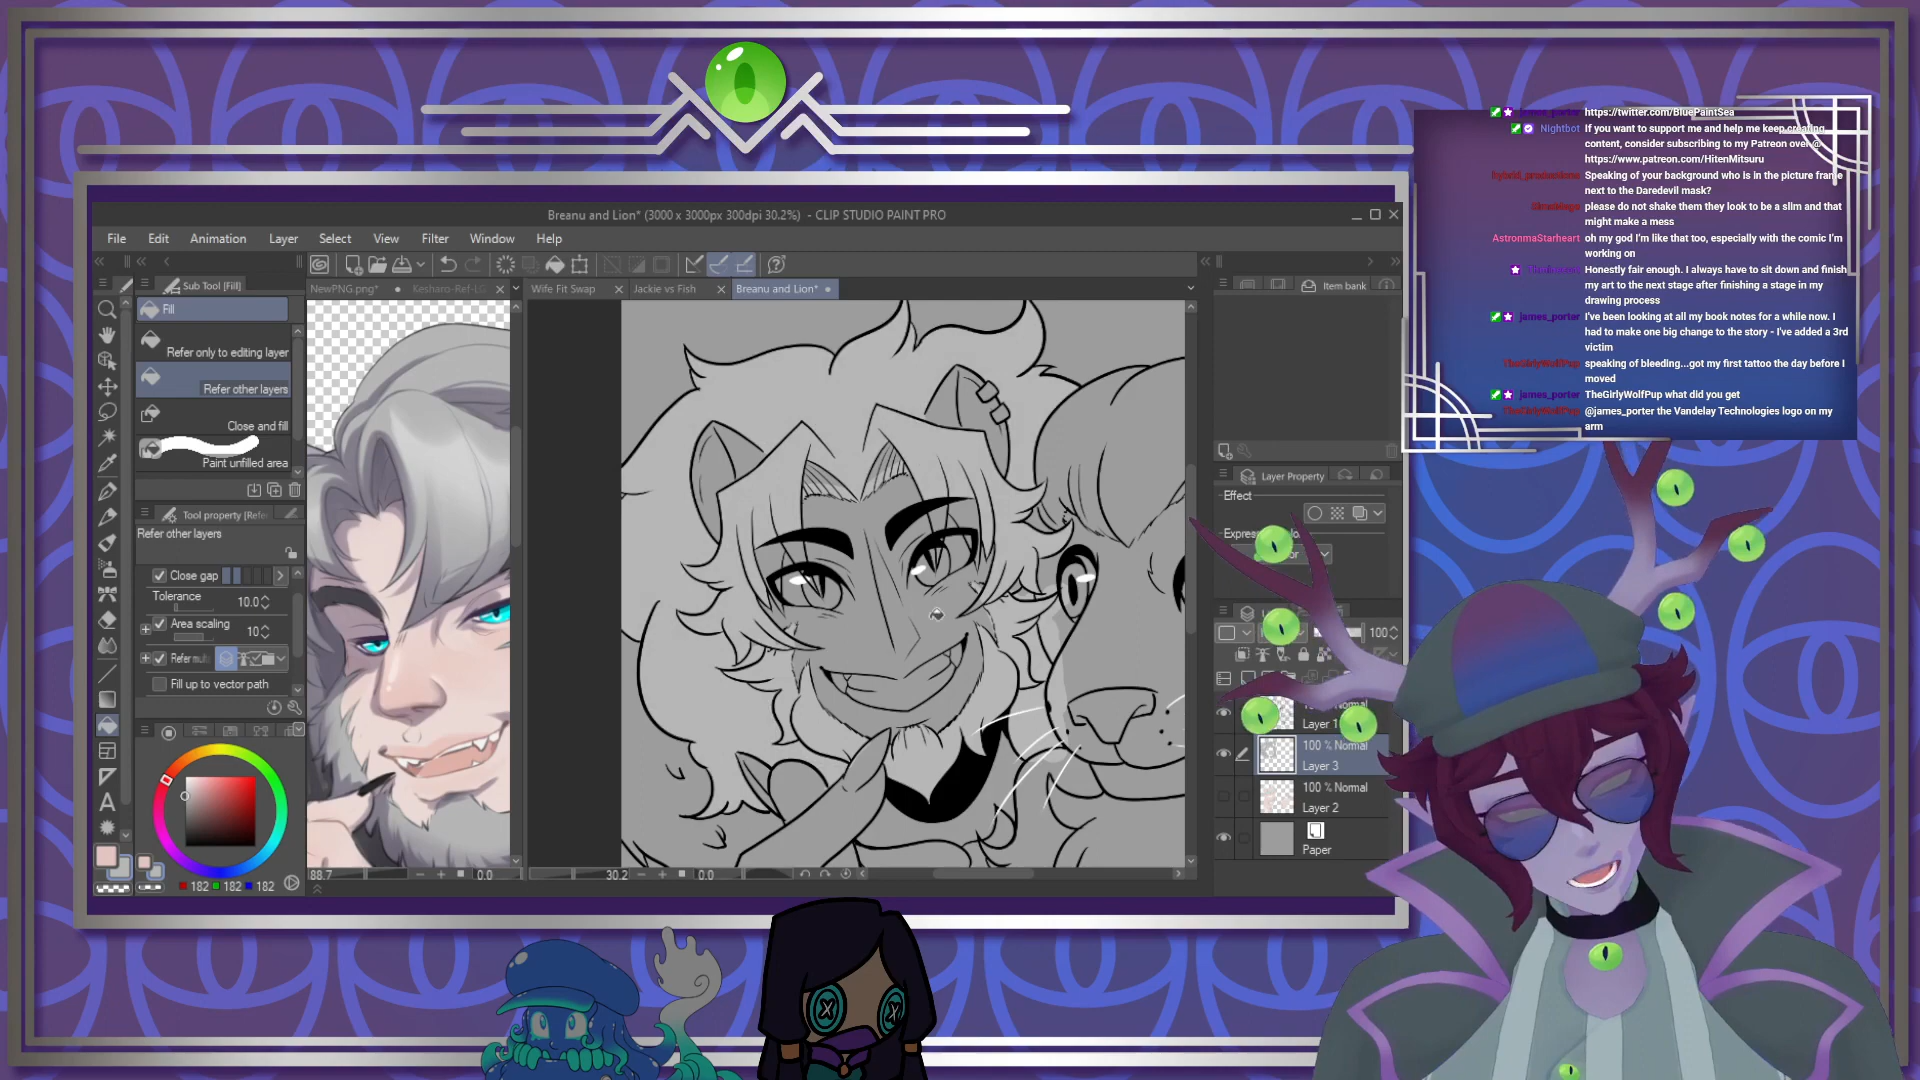 Breanu and Lion* (3000 x 3000px 300dpi 30.2%) - CLIP STUDIO PAINT PRO
File Edit Animation Layer Select View Filter Window Help
Sub Tool [Fill]
Fill
Refer only to editing layer
Refer other layers
Close and fill
Paint unfilled area
Tool property [Refe
Refer other layers
Close gap
Tolerance
10.0
Area scaling
10
Refer mult
Fill up to vector path
182 182 182
NewPNG.png*
Kesharo-Ref-LG
Wife Fit Swap
Jackie vs Fish
Breanu and Lion*
88.7
0.0
30.2
0.0
Item bank
Layer Property
Effect
100
Layer 1
100 % Normal
Layer 3
100 % Normal
Layer 2
Paper
james_porter https://twitter.com/BluePaintSea
Nightbot If you want to support me and help me keep creating
content, consider subscribing to my Patreon over @
https://www.patreon.com/HitenMitsuru
Speaking of your background who is in the picture frame
next to the Daredevil mask?
please do not shake them they look to be a slim and that
might make a mess
AstronmaStarheart oh my god I'm like that too, especially with the comic I'm
working on
Honestly fair enough. I always have to sit down and finish
my art to the next stage after finishing a stage in my
drawing process
james_porter I've been looking at all my book notes for a while now. I
had to make one big change to the story - I've added a 3rd
victim
TheGirlyWolfPup speaking of bleeding...got my first tattoo the day before I
moved
james_porter TheGirlyWolfPup what did you get
TheGirlyWolfPup @james_porter the Vandelay Technologies logo on my
arm